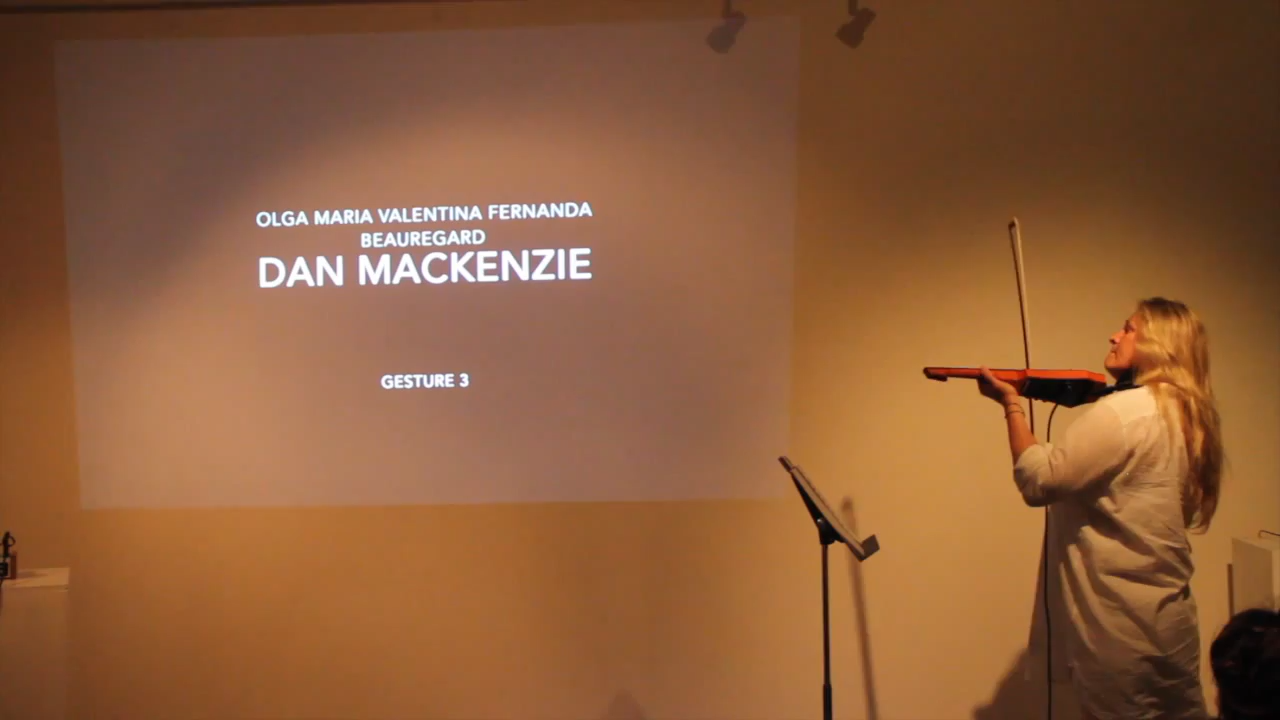 OLGA MARIA VALENTINA FERNANDA
BEAUREGARD
DAN MACKENZIE
GESTURE 3